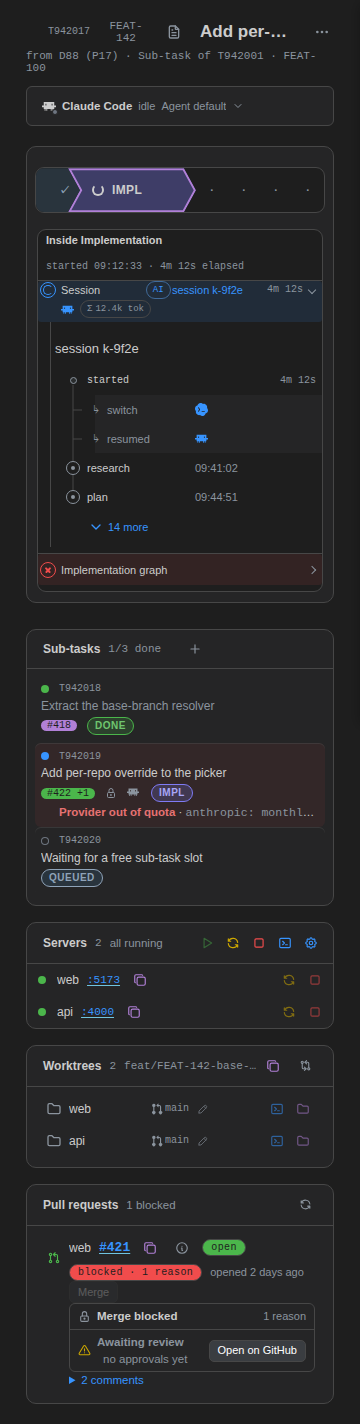 T942017 FEAT-142 Add per-…
from D88 (P17) · Sub-task of T942001 · FEAT-100
Claude Code idle Agent default
✓ IMPL
Inside Implementation
started 09:12:33 · 4m 12s elapsed
Session AI session k-9f2e 4m 12s
Σ 12.4k tok
session k-9f2e
started 4m 12s
↳ switch
↳ resumed
research 09:41:02
plan 09:44:51
14 more
Implementation graph
Sub-tasks 1/3 done
T942018
Extract the base-branch resolver
#418 DONE
T942019
Add per-repo override to the picker
#422 +1 IMPL
Provider out of quota · anthropic: monthl…
T942020
Waiting for a free sub-task slot
QUEUED
Servers 2 all running
web :5173
api :4000
Worktrees 2 feat/FEAT-142-base-…
web main
api main
Pull requests 1 blocked
web #421 open
blocked · 1 reason opened 2 days ago
Merge
Merge blocked 1 reason
Awaiting review
no approvals yet
Open on GitHub
2 comments